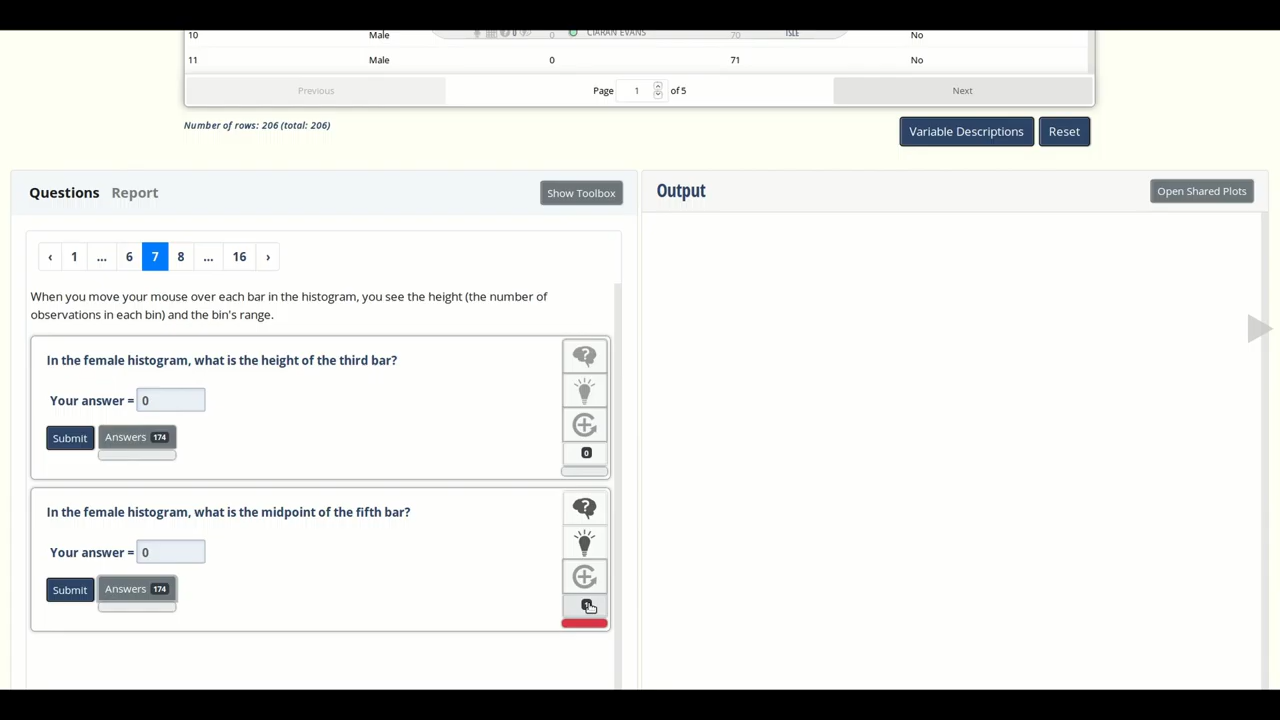 10 Male 0 70 No
CIARAN EVANS
ISLE
11 Male 0 71 No
Previous Page 1 of 5 Next
Number of rows: 206 (total: 206)
Variable Descriptions Reset
Questions Report Show Toolbox
Output Open Shared Plots
‹ 1 ... 6 7 8 ... 16 ›
When you move your mouse over each bar in the histogram, you see the height (the number of
observations in each bin) and the bin's range.
In the female histogram, what is the height of the third bar?
Your answer = 0
Submit Answers 174
0
In the female histogram, what is the midpoint of the fifth bar?
Your answer = 0
Submit Answers 174